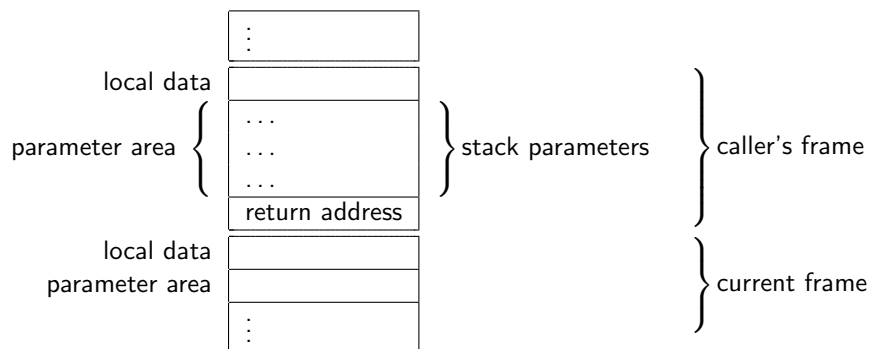 ⋮
local data
parameter area
. . .
. . .
. . .
stack parameters
caller's frame
return address
local data
parameter area
current frame
⋮